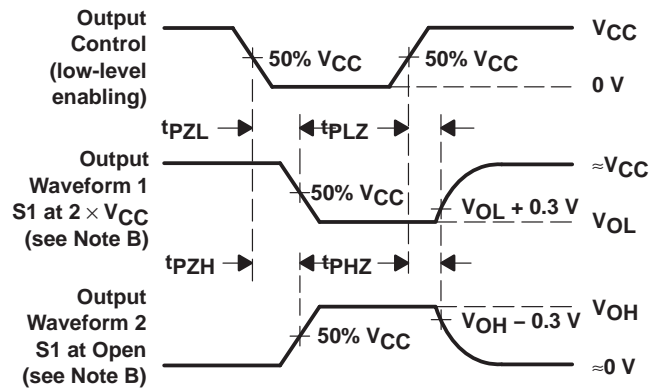 Output
Control
(low-level
enabling)
50% VCC
50% VCC
VCC
0 V
tPZL
tPLZ
Output
Waveform 1
S1 at 2 × VCC
(see Note B)
50% VCC
VOL + 0.3 V
≈VCC
VOL
tPZH
tPHZ
Output
Waveform 2
S1 at Open
(see Note B)
50% VCC
VOH − 0.3 V
VOH
≈0 V